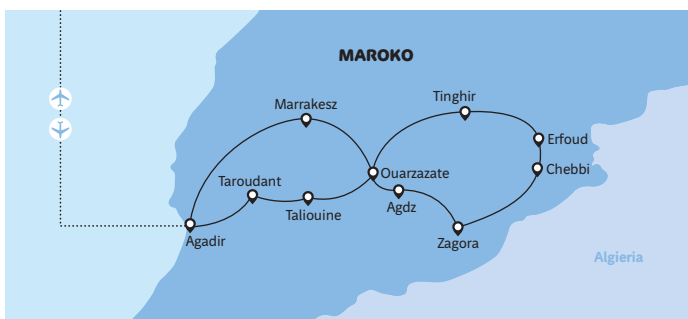 MAROKO
Tinghir
Marrakesz
Erfoud
Chebbi
Ouarzazate
Taroudant
Agdz
Taliouine
Agadir
Zagora
Algieria